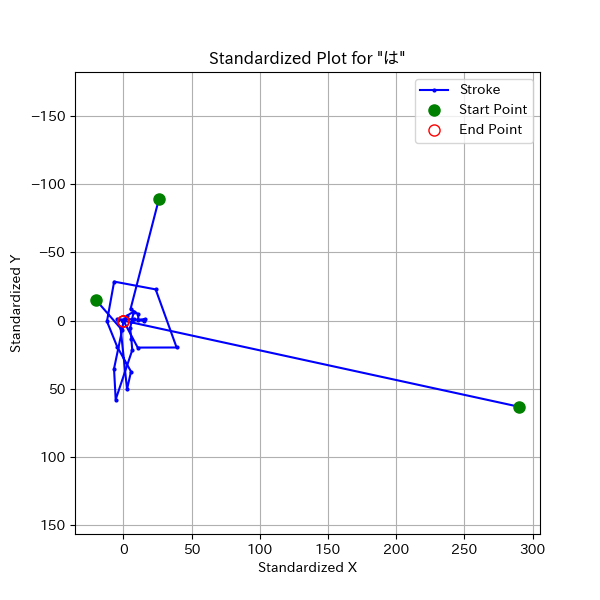 Standardized Plot for "は"
Stroke
Start Point
End Point
−150
−100
−50
0
50
100
150
Standardized Y
0
50
100
150
200
250
300
Standardized X